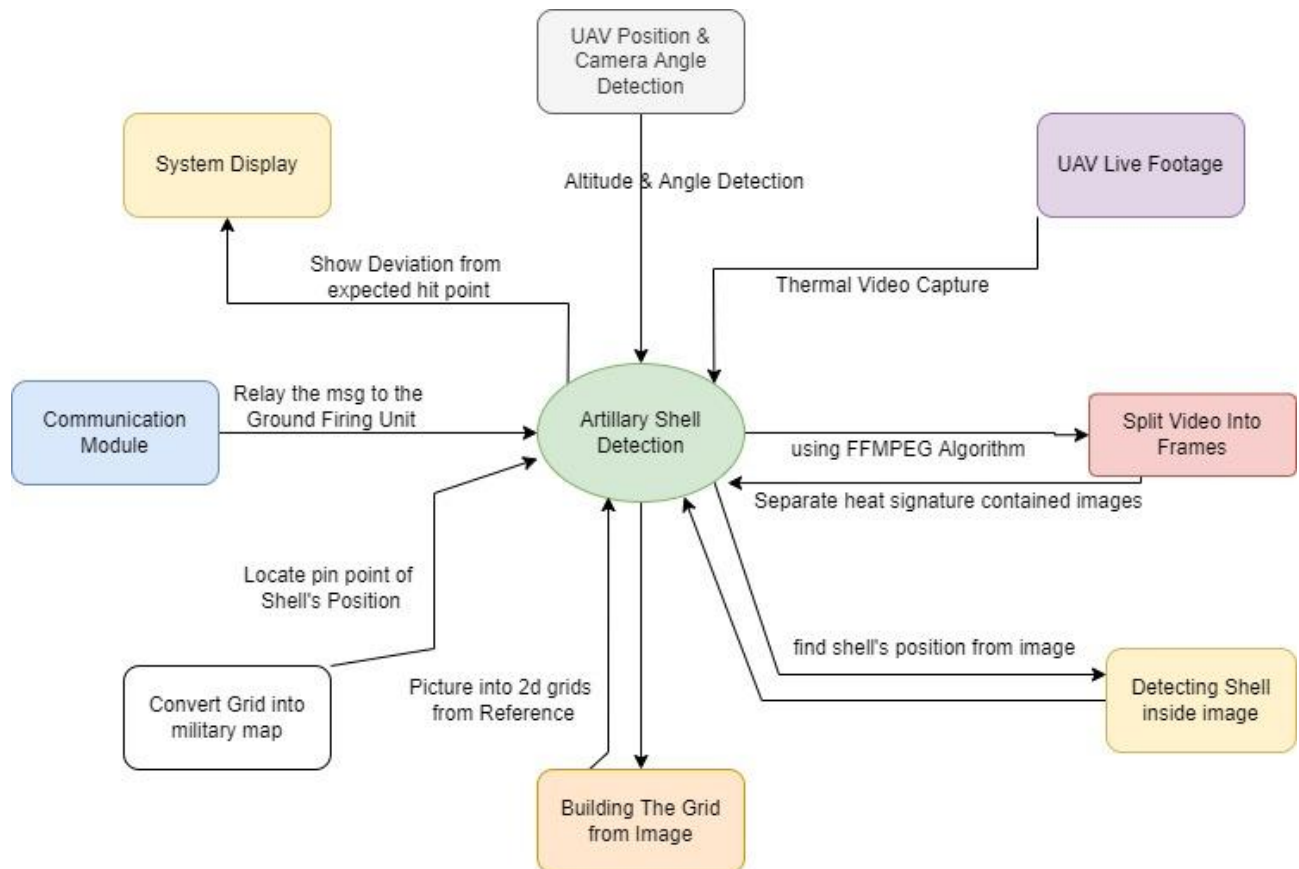 UAV Position &
Camera Angle
Detection
System Display
UAV Live Footage
Altitude & Angle Detection
Show Deviation from
expected hit point
Thermal Video Capture
Communication
Module
Relay the msg to the
Ground Firing Unit
Artillary Shell
Detection
using FFMPEG Algorithm
Split Video Into
Frames
Separate heat signature contained images
Locate pin point of
Shell's Position
find shell's position from image
Convert Grid into
military map
Picture into 2d grids
from Reference
Detecting Shell
inside image
Building The Grid
from Image